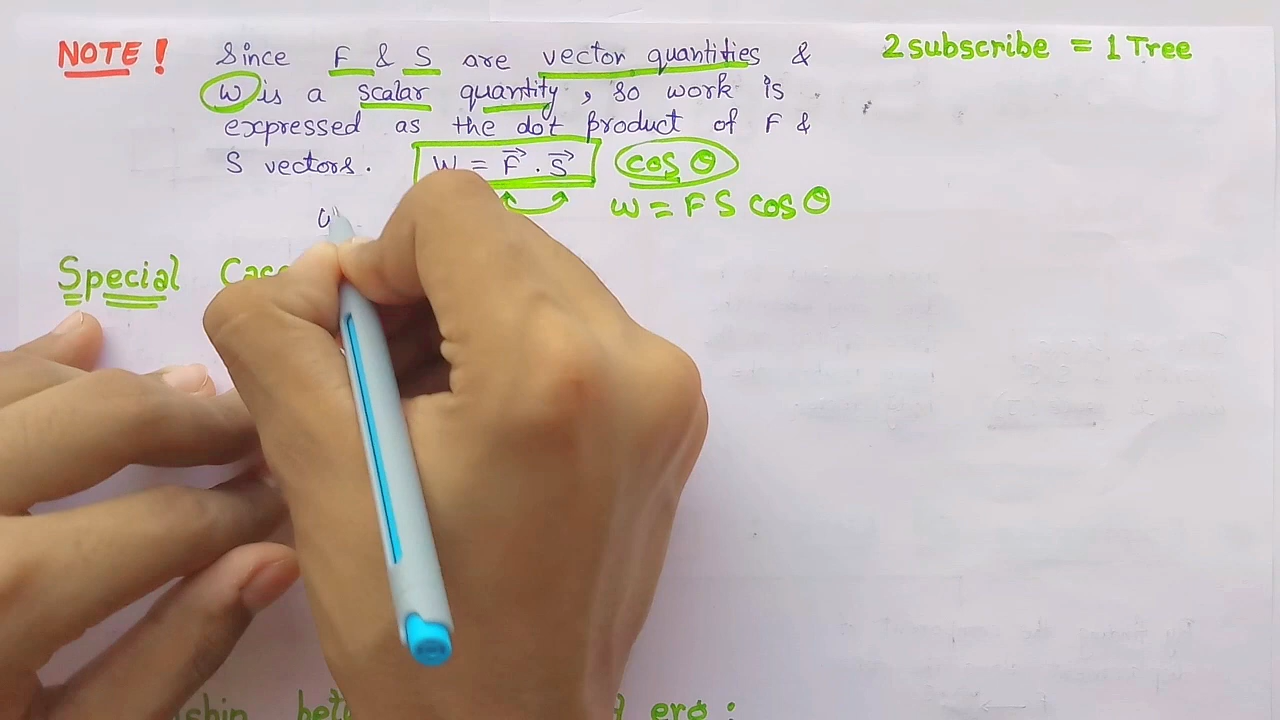 NOTE! Since F & S are vector quantities &
2 subscribe = 1 Tree
W is a scalar quantity, so work is
expressed as the dot product of F &
S vectors. W = F⃗ . S⃗ cos θ
W = F S cos θ
Special
erg :